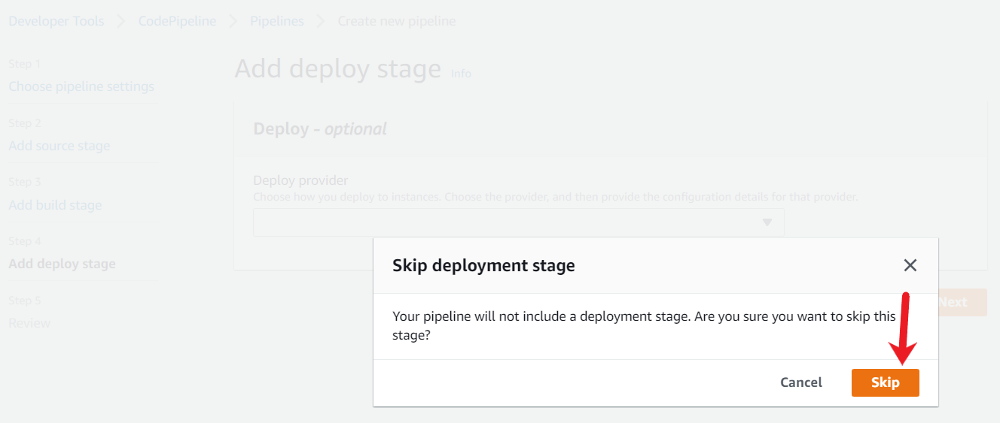 Developer Tools > CodePipeline > Pipelines > Create new pipeline
Step 1
Choose pipeline settings
Step 2
Add source stage
Step 3
Add build stage
Step 4
Add deploy stage
Step 5
Review
Add deploy stage Info
Deploy - optional
Deploy provider
Choose how you deploy to instances. Choose the provider, and then provide the configuration details for that provider.
Next
Skip deployment stage
Your pipeline will not include a deployment stage. Are you sure you want to skip this
stage?
Cancel Skip